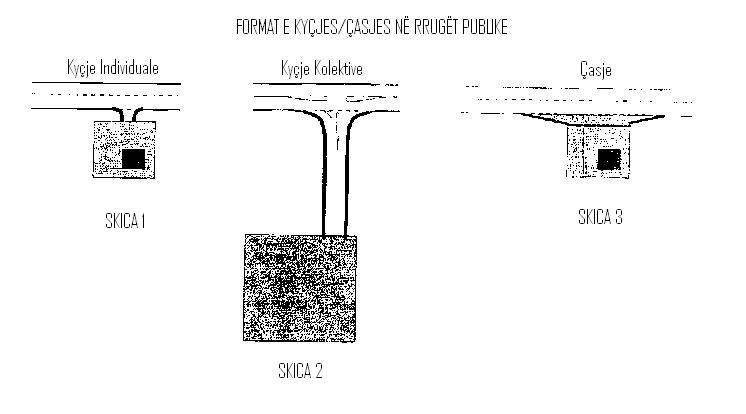 FORMAT E KYÇJES/ÇASJES NË RRUGËT PUBLIKE
Kyçje Individuale
Kyçje Kolektive
Çasje
SKICA 1
SKICA 2
SKICA 3